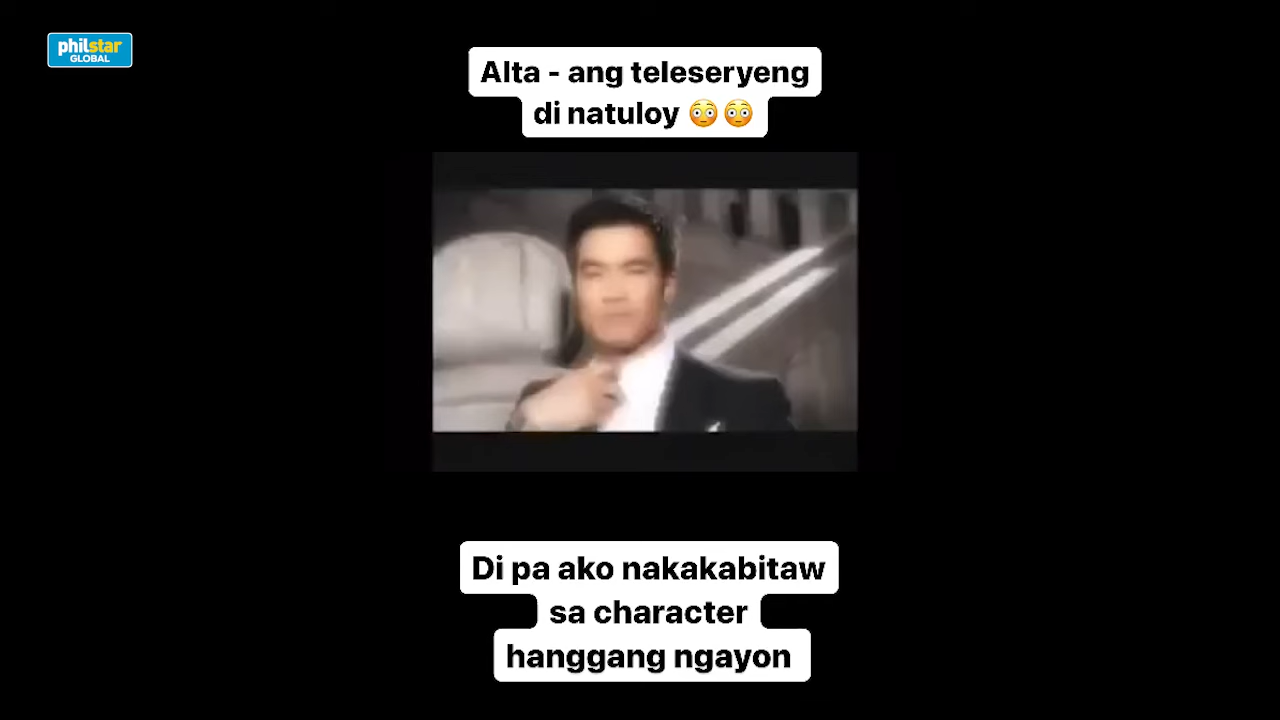 philstar
GLOBAL
Alta - ang teleseryeng
di natuloy 😳😳
Di pa ako nakakabitaw
sa character
hanggang ngayon